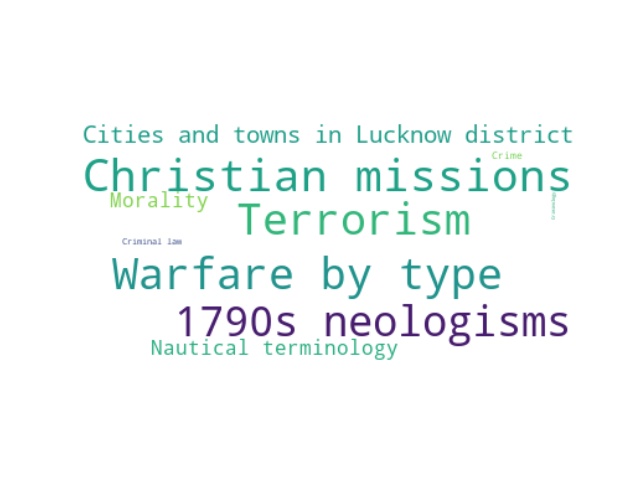 Cities and towns in Lucknow district
Crime
Christian missions
Morality
Terrorism
Criminal law
Warfare by type
1790s neologisms
Nautical terminology